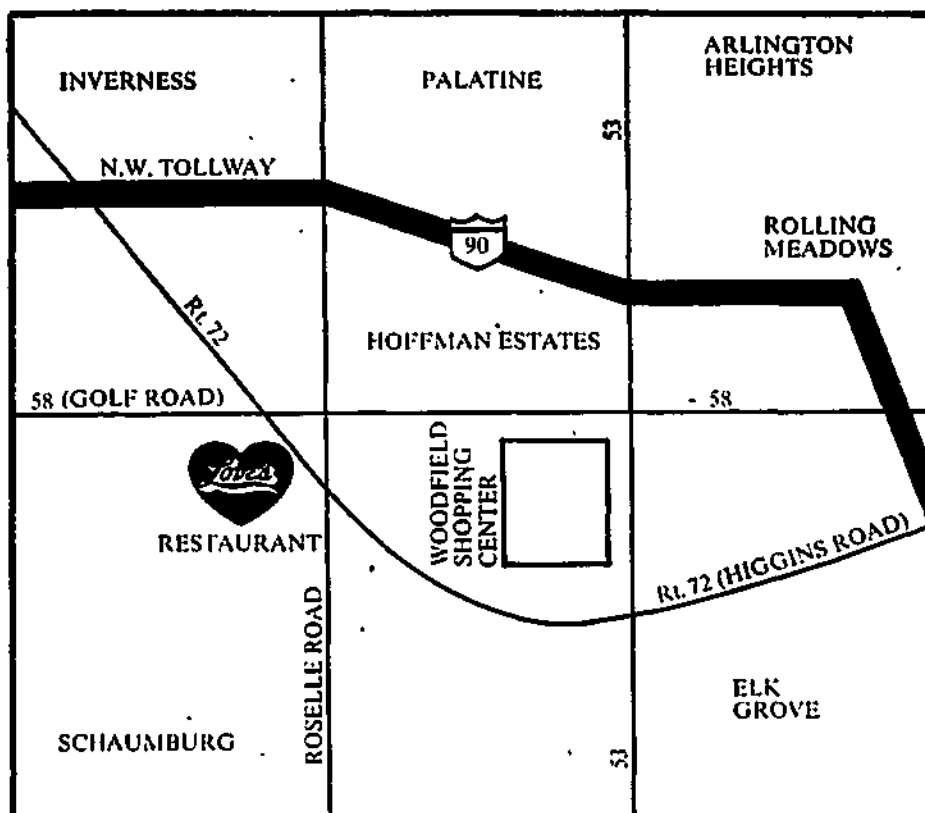 INVERNESS
PALATINE
ARLINGTON
HEIGHTS
53
N.W. TOLLWAY
90
ROLLING
MEADOWS
Rt. 72
HOFFMAN ESTATES
58 (GOLF ROAD)
58
Love's
RESTAURANT
WOODFIELD
SHOPPING
CENTER
Rt. 72 (HIGGINS ROAD)
ROSELLE ROAD
ELK
GROVE
SCHAUMBURG
53